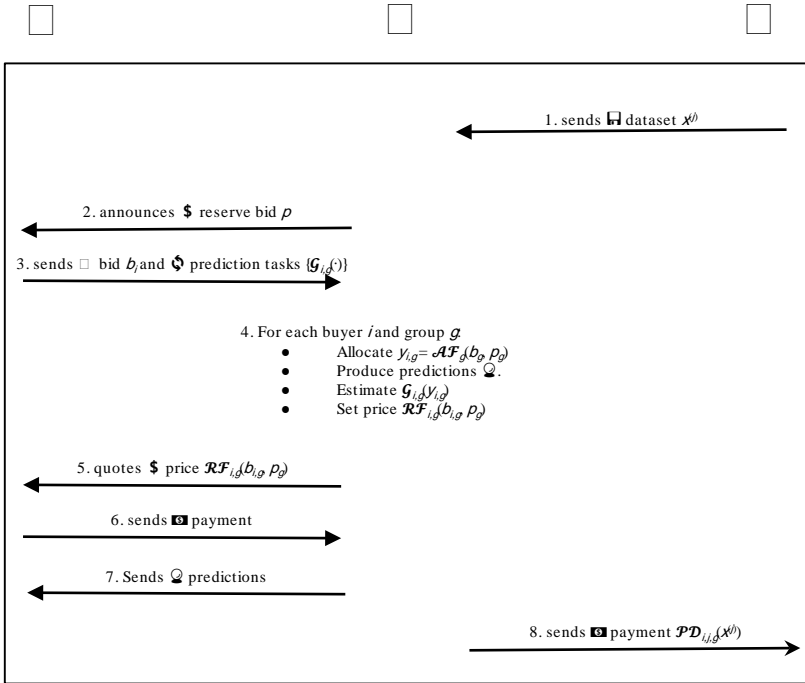 1. sends 🖫 dataset x^(j)
2. announces $ reserve bid p
3. sends □ bid b_i and 🗘 prediction tasks {𝓖_i,g(·)}
4. For each buyer i and group g:
● Allocate y_i,g = 𝓐𝓕_g(b_g, p_g)
● Produce predictions 🔮.
● Estimate 𝓖_i,g(y_i,g)
● Set price 𝓡𝓕_i,g(b_i,g, p_g)
5. quotes $ price 𝓡𝓕_i,g(b_i,g, p_g)
6. sends 💵 payment
7. Sends 🔮 predictions
8. sends 💵 payment 𝓟𝓓_i,j,g(x^(j))